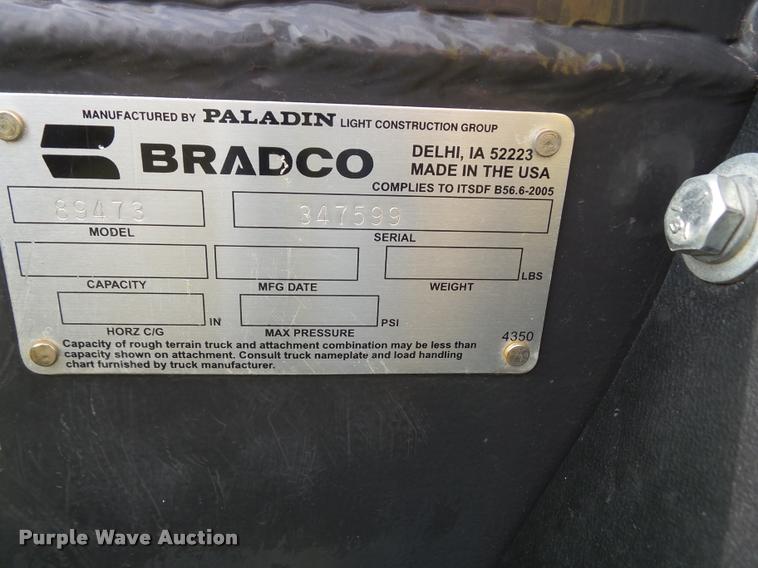 MANUFACTURED BY PALADIN LIGHT CONSTRUCTION GROUP
BRADCO
DELHI, IA 52223
MADE IN THE USA
COMPLIES TO ITSDF B56.6-2005
89473
347599
MODEL
SERIAL
LBS
CAPACITY
MFG DATE
WEIGHT
IN
PSI
HORZ C/G
MAX PRESSURE
4350
Capacity of rough terrain truck and attachment combination may be less than
capacity shown on attachment. Consult truck nameplate and load handling
chart furnished by truck manufacturer.
Purple Wave Auction